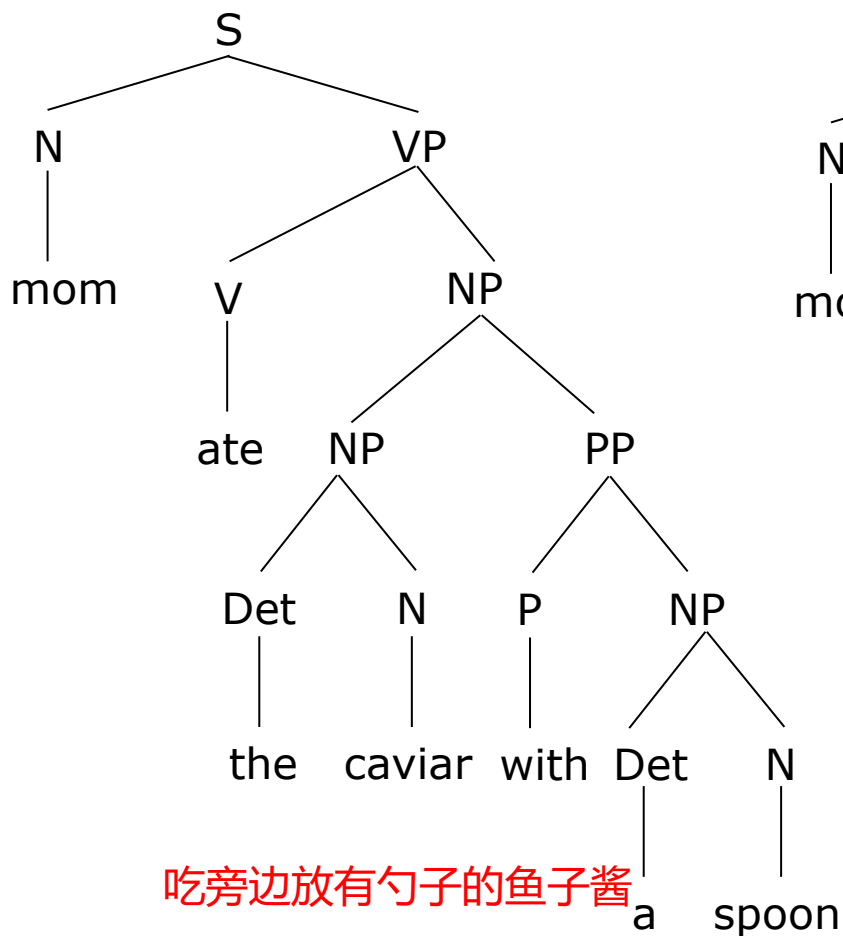 S
N VP
N
mom V NP
mo
ate NP PP
Det N P NP
the caviar with Det N
吃旁边放有勺子的鱼子酱
a spoon